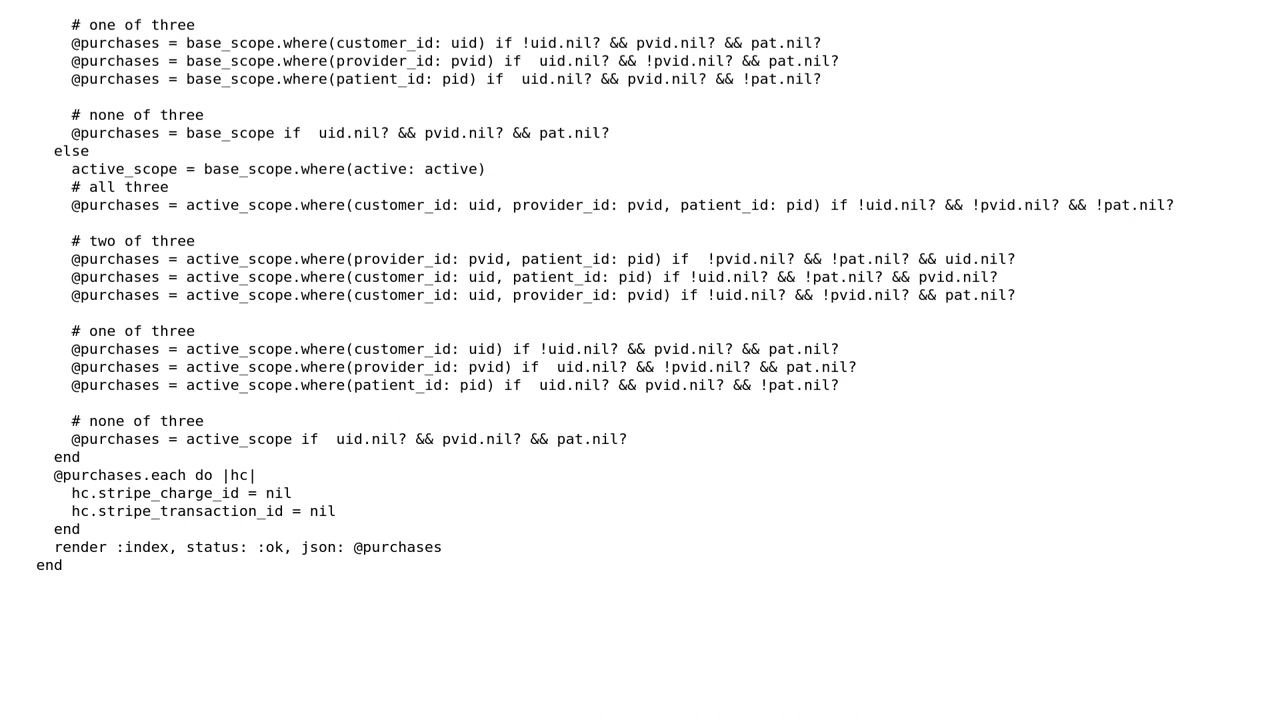 # one of three
@purchases = base_scope.where(customer_id: uid) if !uid.nil? && pvid.nil? && pat.nil?
@purchases = base_scope.where(provider_id: pvid) if  uid.nil? && !pvid.nil? && pat.nil?
@purchases = base_scope.where(patient_id: pid) if  uid.nil? && pvid.nil? && !pat.nil?
# none of three
@purchases = base_scope if  uid.nil? && pvid.nil? && pat.nil?
else
active_scope = base_scope.where(active: active)
# all three
@purchases = active_scope.where(customer_id: uid, provider_id: pvid, patient_id: pid) if !uid.nil? && !pvid.nil? && !pat.nil?
# two of three
@purchases = active_scope.where(provider_id: pvid, patient_id: pid) if  !pvid.nil? && !pat.nil? && uid.nil?
@purchases = active_scope.where(customer_id: uid, patient_id: pid) if !uid.nil? && !pat.nil? && pvid.nil?
@purchases = active_scope.where(customer_id: uid, provider_id: pvid) if !uid.nil? && !pvid.nil? && pat.nil?
# one of three
@purchases = active_scope.where(customer_id: uid) if !uid.nil? && pvid.nil? && pat.nil?
@purchases = active_scope.where(provider_id: pvid) if  uid.nil? && !pvid.nil? && pat.nil?
@purchases = active_scope.where(patient_id: pid) if  uid.nil? && pvid.nil? && !pat.nil?
# none of three
@purchases = active_scope if  uid.nil? && pvid.nil? && pat.nil?
end
@purchases.each do |hc|
hc.stripe_charge_id = nil
hc.stripe_transaction_id = nil
end
render :index, status: :ok, json: @purchases
end